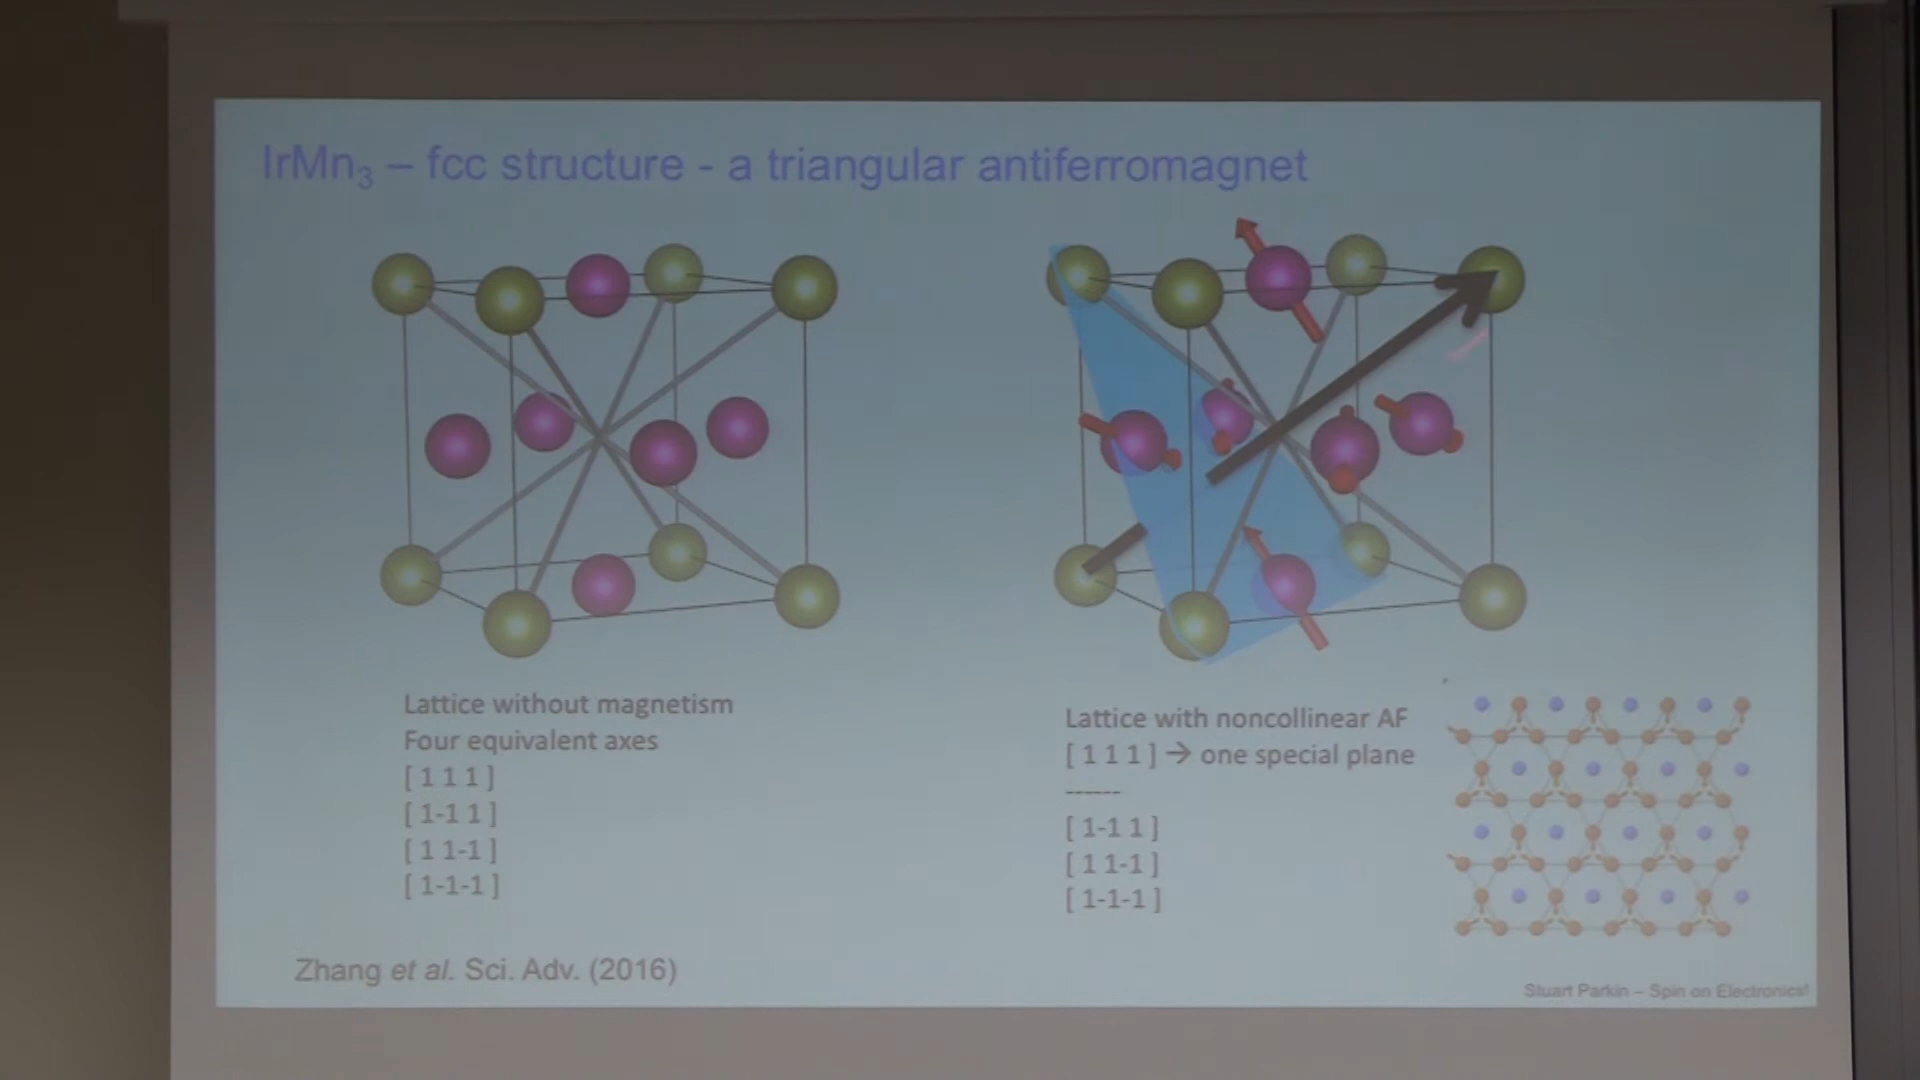 IrMn₃ – fcc structure - a triangular antiferromagnet
Lattice without magnetism
Four equivalent axes
[ 1 1 1 ]
[ 1-1 1 ]
[ 1 1-1 ]
[ 1-1-1 ]
Lattice with noncollinear AF
[ 1 1 1 ] → one special plane
------
[ 1-1 1 ]
[ 1 1-1 ]
[ 1-1-1 ]
Zhang et al. Sci. Adv. (2016)
Stuart Parkin – Spin on Electronics!